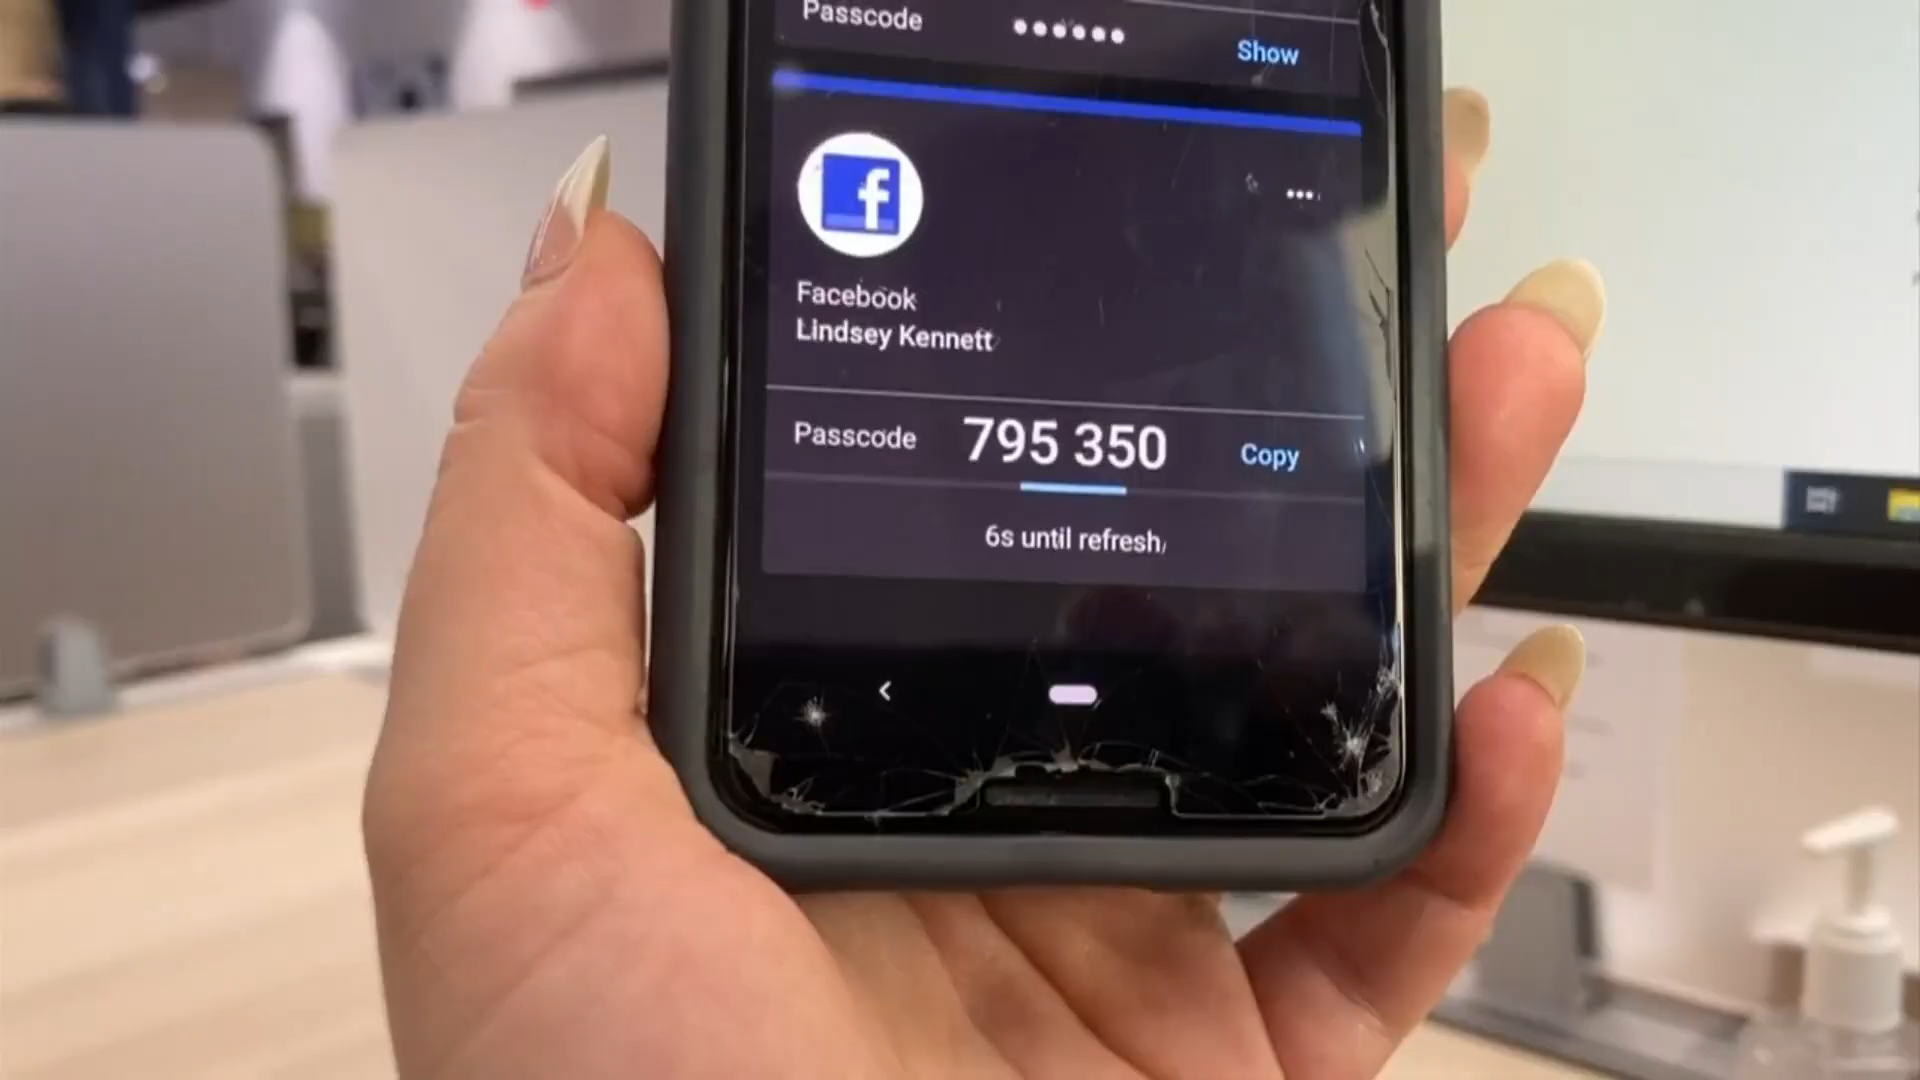 Passcode ●●●●●● Show
f
Facebook
Lindsey Kennett
Passcode 795 350 Copy
6s until refresh